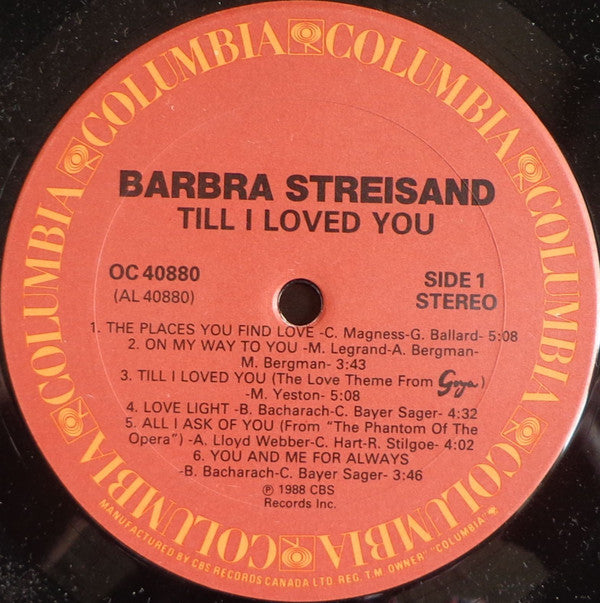 COLUMBIA COLUMBIA COLUMBIA COLUMBIA COLUMBIA COLUMBIA COLUMBIA COLUMBIA
BARBRA STREISAND
TILL I LOVED YOU
OC 40880
(AL 40880)
SIDE 1
STEREO
1. THE PLACES YOU FIND LOVE -C. Magness-G. Ballard- 5:08
2. ON MY WAY TO YOU -M. Legrand-A. Bergman-
M. Bergman- 3:43
3. TILL I LOVED YOU (The Love Theme From Goya)
-M. Yeston- 5:08
4. LOVE LIGHT -B. Bacharach-C. Bayer Sager- 4:32
5. ALL I ASK OF YOU (From "The Phantom Of The
Opera") -A. Lloyd Webber-C. Hart-R. Stilgoe- 4:02
6. YOU AND ME FOR ALWAYS
-B. Bacharach-C. Bayer Sager- 3:46
℗ 1988 CBS
Records Inc.
MANUFACTURED BY CBS RECORDS CANADA LTD. REG. T.M. OWNER "COLUMBIA"